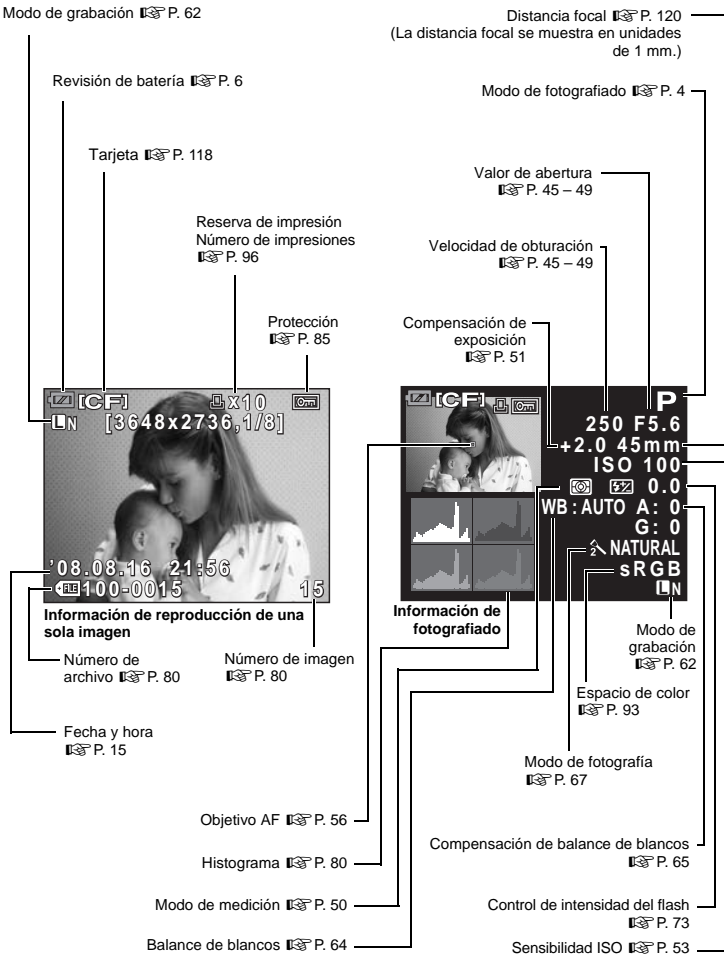 Modo de grabación ☞ P. 62
Distancia focal ☞ P. 120
(La distancia focal se muestra en unidades
de 1 mm.)
Revisión de batería ☞ P. 6
Modo de fotografiado ☞ P. 4
Tarjeta ☞ P. 118
Valor de abertura
☞ P. 45 – 49
Reserva de impresión
Número de impresiones
☞ P. 96
Velocidad de obturación
☞ P. 45 – 49
Protección
☞ P. 85
Compensación de
exposición
☞ P. 51
[CF] x10
L N [3648x2736,1/8]
'08.08.16 21:56
FILE 100-0015 15
[CF] P
250 F5.6
+2.0 45mm
ISO 100
0.0
WB : AUTO A: 0
G: 0
2 NATURAL
sRGB
L N
Información de reproducción de una
sola imagen
Información de
fotografiado
Número de
archivo ☞ P. 80
Número de imagen
☞ P. 80
Modo de
grabación
☞ P. 62
Espacio de color
☞ P. 93
Fecha y hora
☞ P. 15
Modo de fotografía
☞ P. 67
Objetivo AF ☞ P. 56
Compensación de balance de blancos
☞ P. 65
Histograma ☞ P. 80
Modo de medición ☞ P. 50
Control de intensidad del flash
☞ P. 73
Balance de blancos ☞ P. 64
Sensibilidad ISO ☞ P. 53